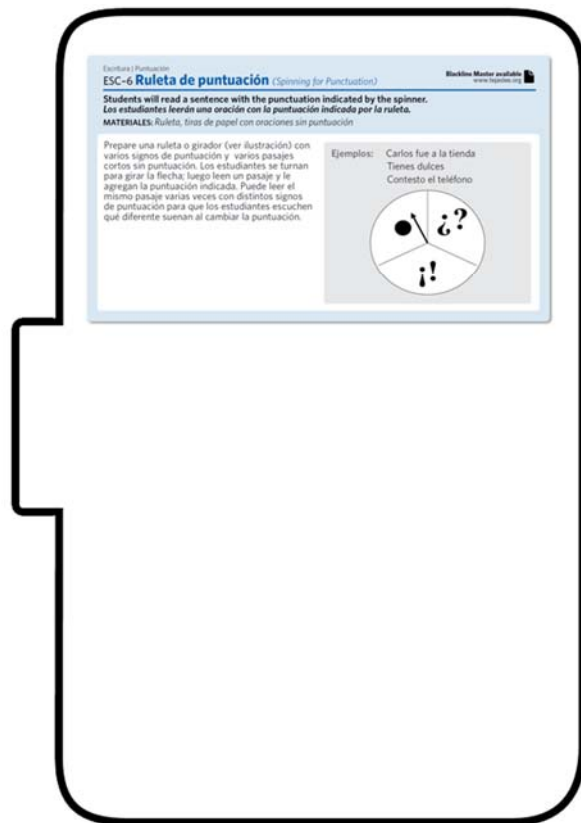 Escritura | Puntuación
ESC-6 Ruleta de puntuación (Spinning for Punctuation)
Blackline Master available
www.tejaslee.org
Students will read a sentence with the punctuation indicated by the spinner.
Los estudiantes leerán una oración con la puntuación indicada por la ruleta.
MATERIALES: Ruleta, tiras de papel con oraciones sin puntuación
Prepare una ruleta o girador (ver ilustración) con
varios signos de puntuación y varios pasajes
cortos sin puntuación. Los estudiantes se turnan
para girar la flecha; luego leen un pasaje y le
agregan la puntuación indicada. Puede leer el
mismo pasaje varias veces con distintos signos
de puntuación para que los estudiantes escuchen
qué diferente suenan al cambiar la puntuación.
Ejemplos: Carlos fue a la tienda
Tienes dulces
Contesto el teléfono
¿?
¡!